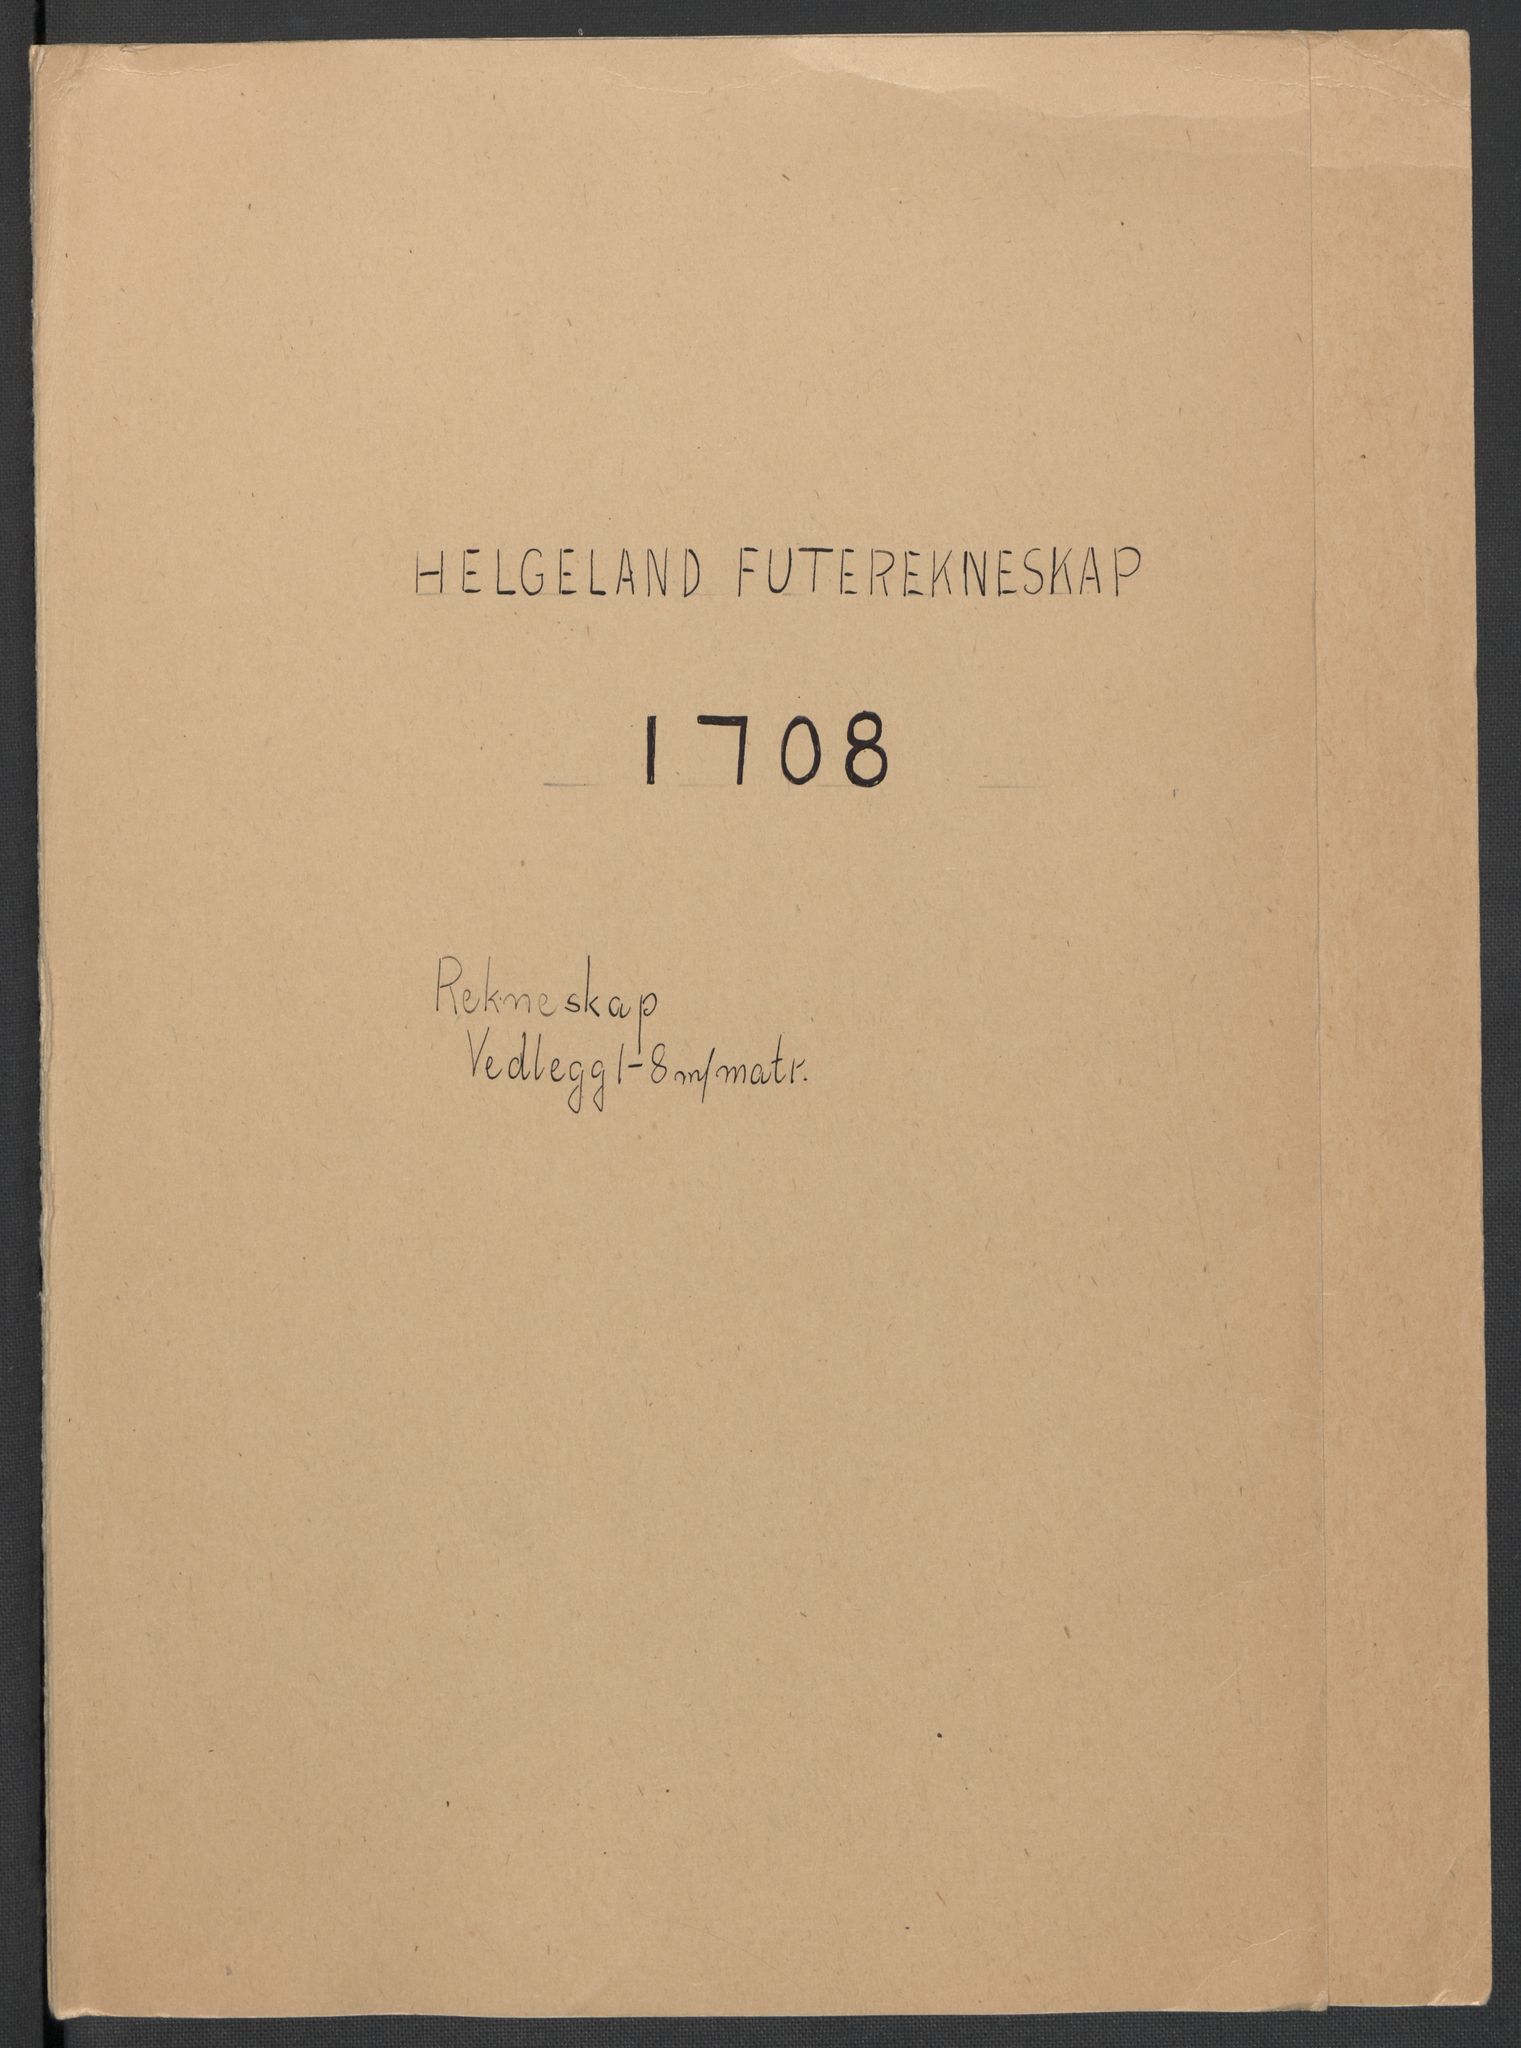 HELGELAND FUTEREKNESKAP
1708
Rekneskap
Vedlegg 1-8 m/matr.